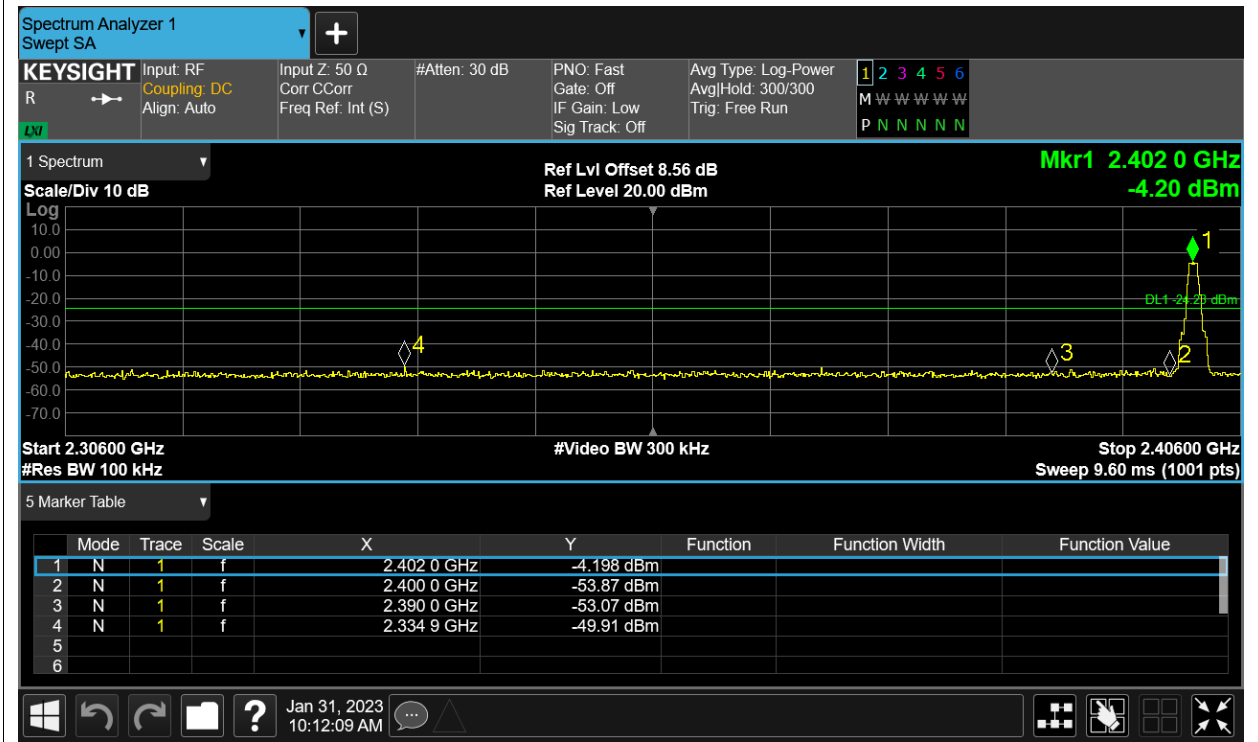 Spectrum Analyzer 1
Swept SA
+
KEYSIGHT
R
LXI
Input: RF
Coupling: DC
Align: Auto
Input Z: 50 Ω
Corr CCorr
Freq Ref: Int (S)
#Atten: 30 dB
PNO: Fast
Gate: Off
IF Gain: Low
Sig Track: Off
Avg Type: Log-Power
Avg|Hold: 300/300
Trig: Free Run
1 2 3 4 5 6
M W W W W W
P N N N N N
1 Spectrum
Scale/Div 10 dB
Ref Lvl Offset 8.56 dB
Ref Level 20.00 dBm
Mkr1 2.402 0 GHz
-4.20 dBm
Log
10.0
0.00
-10.0
-20.0
-30.0
-40.0
-50.0
-60.0
-70.0
1
DL1 -24.20 dBm
4
3
2
Start 2.30600 GHz
#Res BW 100 kHz
#Video BW 300 kHz
Stop 2.40600 GHz
Sweep 9.60 ms (1001 pts)
5 Marker Table
Mode Trace Scale X Y Function Function Width Function Value
1 N 1 f 2.402 0 GHz -4.198 dBm
2 N 1 f 2.400 0 GHz -53.87 dBm
3 N 1 f 2.390 0 GHz -53.07 dBm
4 N 1 f 2.334 9 GHz -49.91 dBm
5
6
?
Jan 31, 2023
10:12:09 AM